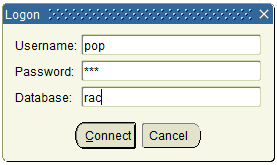 Logon
Username: pop
Password: ***
Database: rac
Connect Cancel